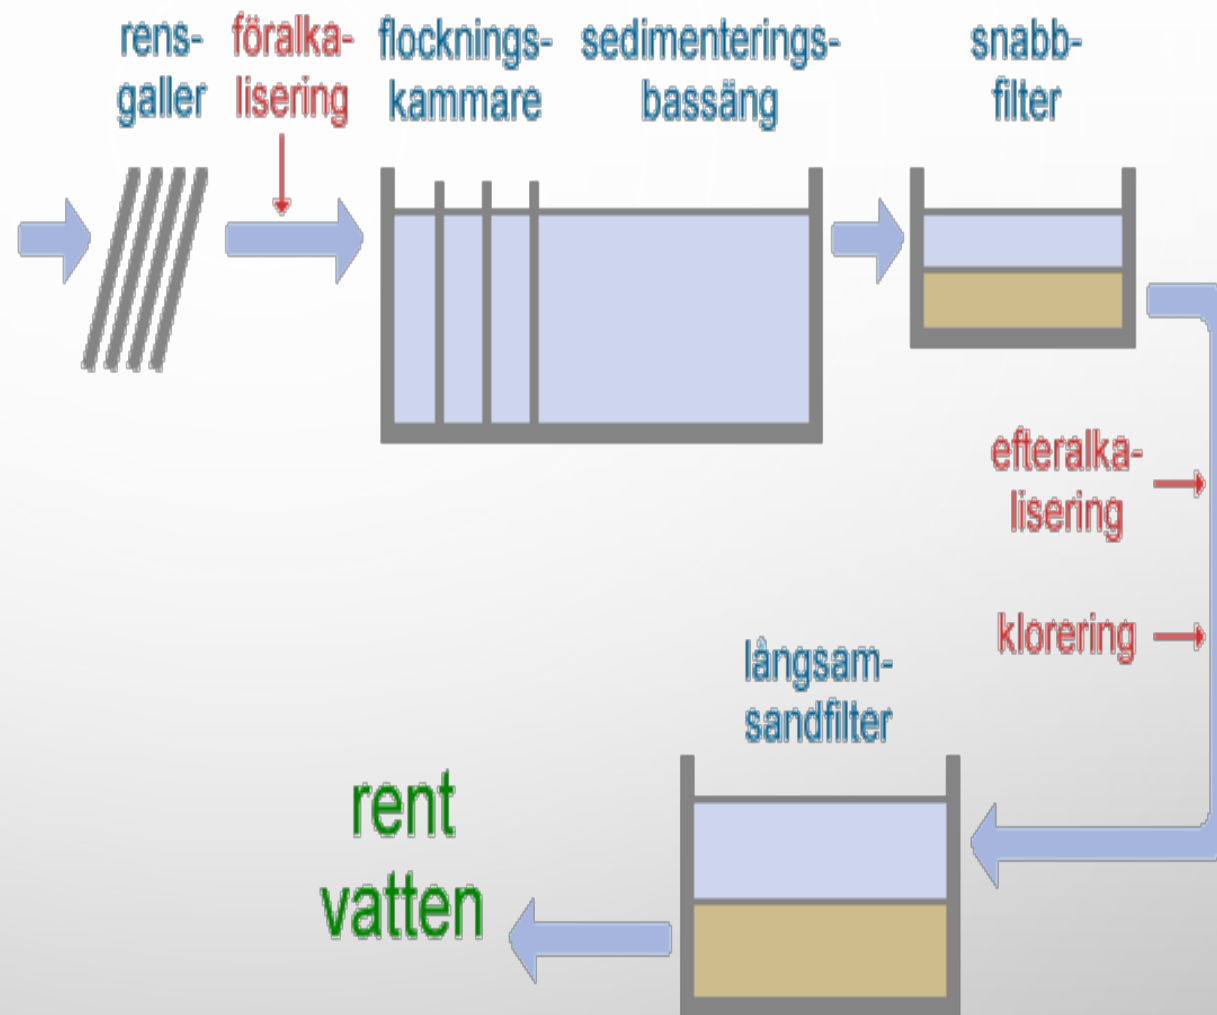 rens-
galler
föralka-
lisering
flocknings-
kammare
sedimenterings-
bassäng
snabb-
filter
efteralka-
lisering
klorering
långsam-
sandfilter
rent
vatten